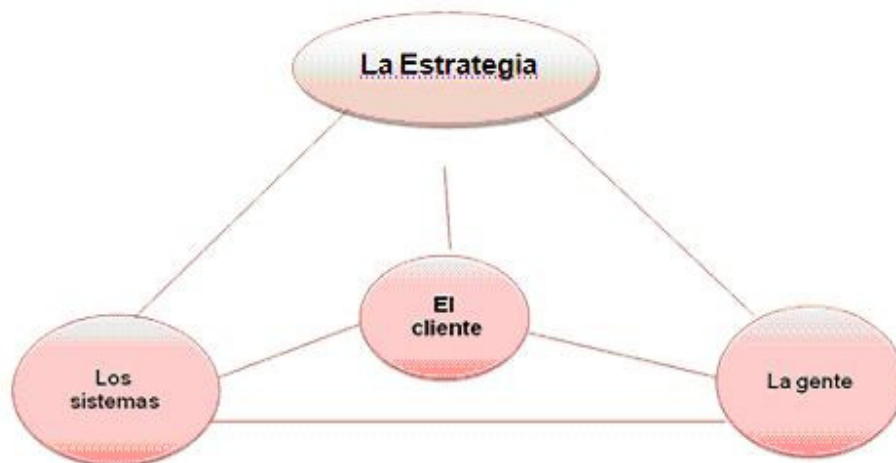 La Estrategia
El
cliente
Los
sistemas
La gente